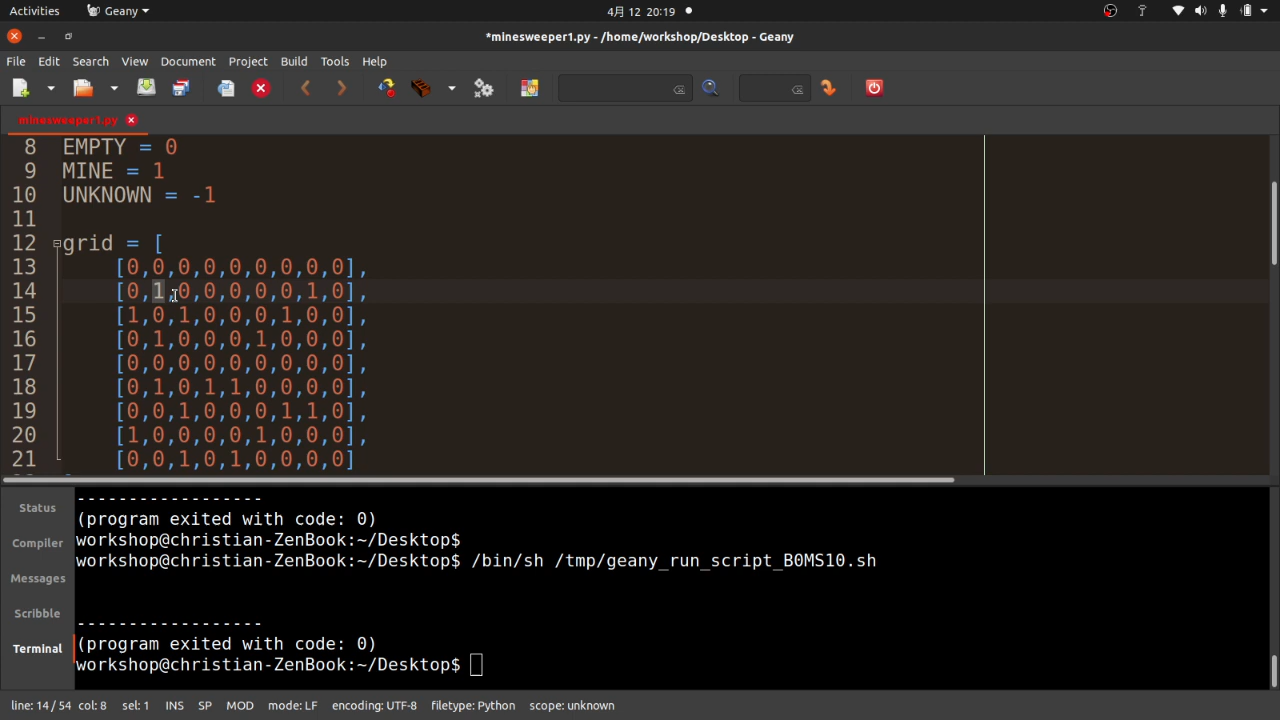 Activities Geany 4月 12 20:19
*minesweeper1.py - /home/workshop/Desktop - Geany
File Edit Search View Document Project Build Tools Help
minesweeper1.py
8 EMPTY = 0
9 MINE = 1
10 UNKNOWN = -1
11
12 grid = [
13 [0,0,0,0,0,0,0,0,0],
14 [0,1,0,0,0,0,0,1,0],
15 [1,0,1,0,0,0,1,0,0],
16 [0,1,0,0,0,1,0,0,0],
17 [0,0,0,0,0,0,0,0,0],
18 [0,1,0,1,1,0,0,0,0],
19 [0,0,1,0,0,0,1,1,0],
20 [1,0,0,0,0,1,0,0,0],
21 [0,0,1,0,1,0,0,0,0]
Status
Compiler
Messages
Scribble
Terminal
------------------
(program exited with code: 0)
workshop@christian-ZenBook:~/Desktop$
workshop@christian-ZenBook:~/Desktop$ /bin/sh /tmp/geany_run_script_B0MS10.sh
------------------
(program exited with code: 0)
workshop@christian-ZenBook:~/Desktop$
line: 14 / 54 col: 8 sel: 1 INS SP MOD mode: LF encoding: UTF-8 filetype: Python scope: unknown